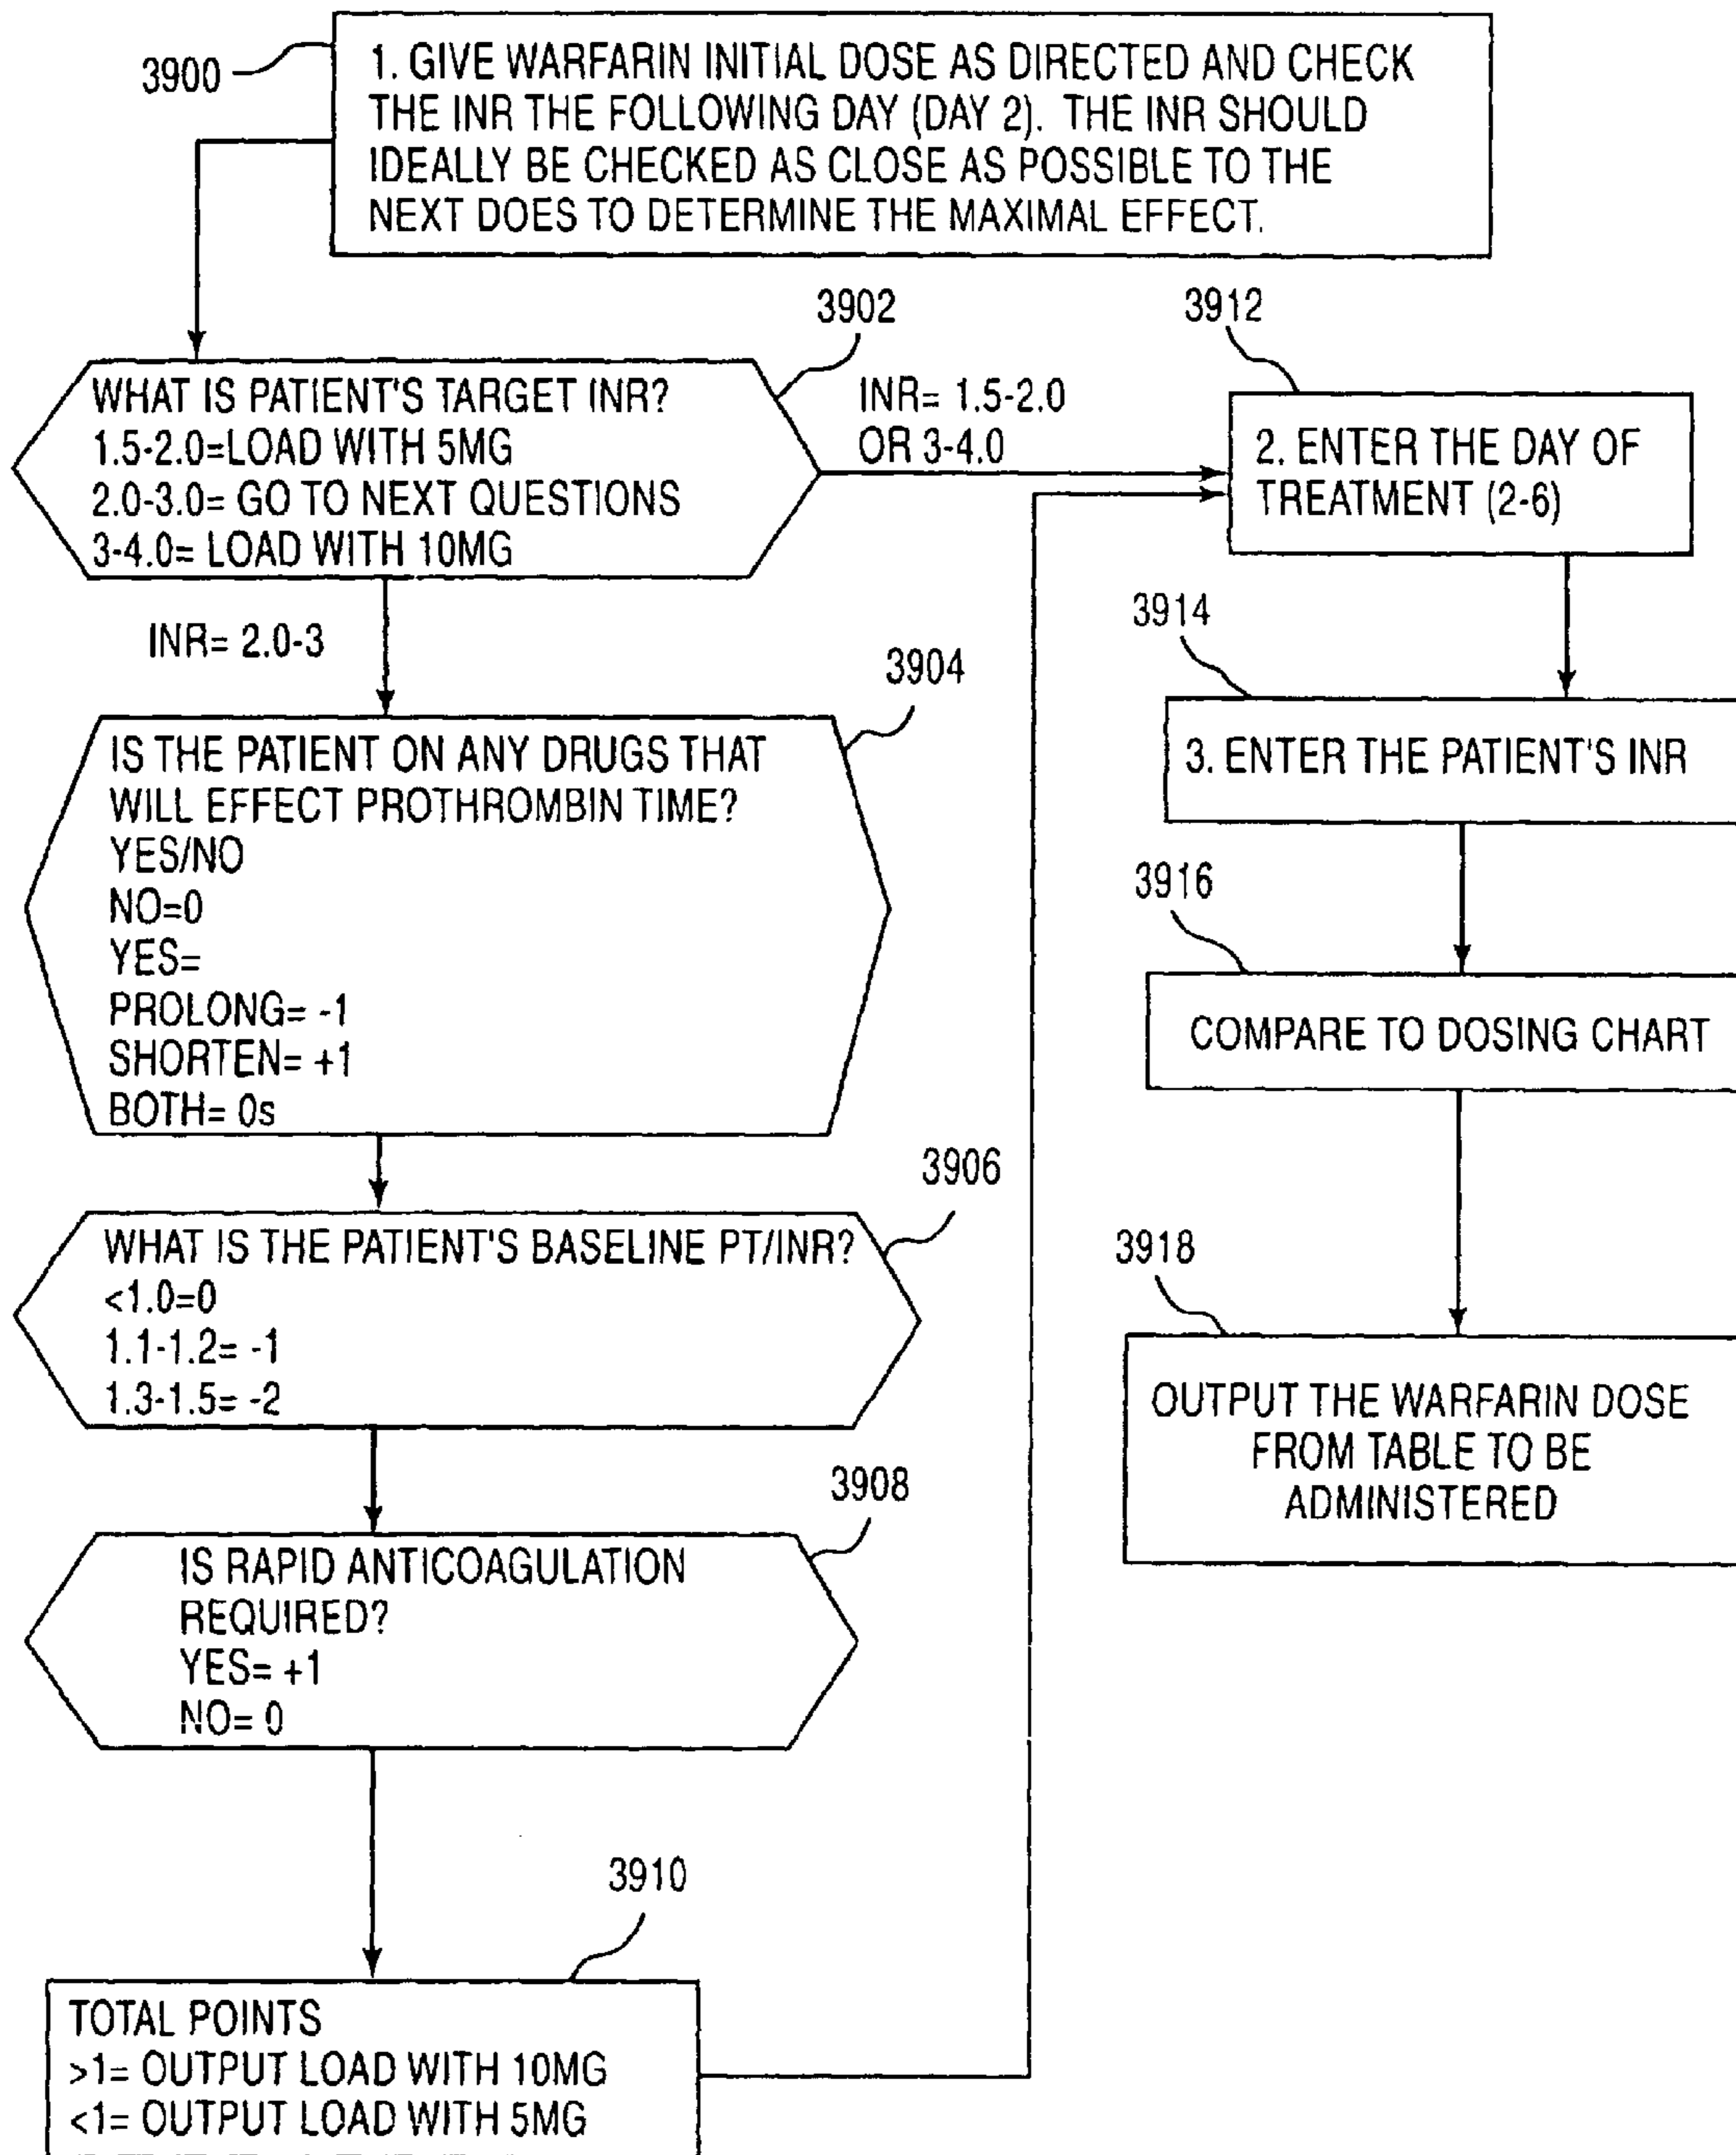 3900
1. GIVE WARFARIN INITIAL DOSE AS DIRECTED AND CHECK
THE INR THE FOLLOWING DAY (DAY 2). THE INR SHOULD
IDEALLY BE CHECKED AS CLOSE AS POSSIBLE TO THE
NEXT DOES TO DETERMINE THE MAXIMAL EFFECT.
3902
WHAT IS PATIENT'S TARGET INR?
1.5-2.0=LOAD WITH 5MG
2.0-3.0= GO TO NEXT QUESTIONS
3-4.0= LOAD WITH 10MG
INR= 1.5-2.0
OR 3-4.0
INR= 2.0-3
3904
IS THE PATIENT ON ANY DRUGS THAT
WILL EFFECT PROTHROMBIN TIME?
YES/NO
NO=0
YES=
PROLONG= -1
SHORTEN= +1
BOTH= 0s
3906
WHAT IS THE PATIENT'S BASELINE PT/INR?
<1.0=0
1.1-1.2= -1
1.3-1.5= -2
3908
IS RAPID ANTICOAGULATION
REQUIRED?
YES= +1
NO= 0
3910
TOTAL POINTS
>1= OUTPUT LOAD WITH 10MG
<1= OUTPUT LOAD WITH 5MG
3912
2. ENTER THE DAY OF
TREATMENT (2-6)
3914
3. ENTER THE PATIENT'S INR
3916
COMPARE TO DOSING CHART
3918
OUTPUT THE WARFARIN DOSE
FROM TABLE TO BE
ADMINISTERED